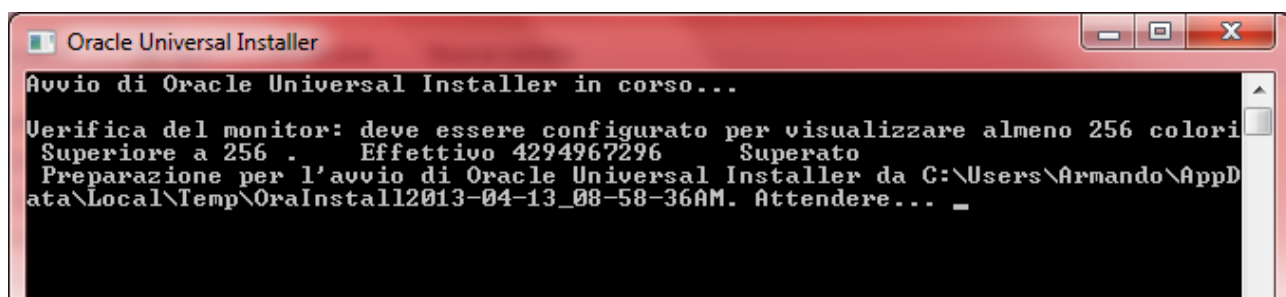 Oracle Universal Installer
Avvio di Oracle Universal Installer in corso...
Verifica del monitor: deve essere configurato per visualizzare almeno 256 colori
Superiore a 256 .    Effettivo 4294967296     Superato
Preparazione per l'avvio di Oracle Universal Installer da C:\Users\Armando\AppD
ata\Local\Temp\OraInstall2013-04-13_08-58-36AM. Attendere... _